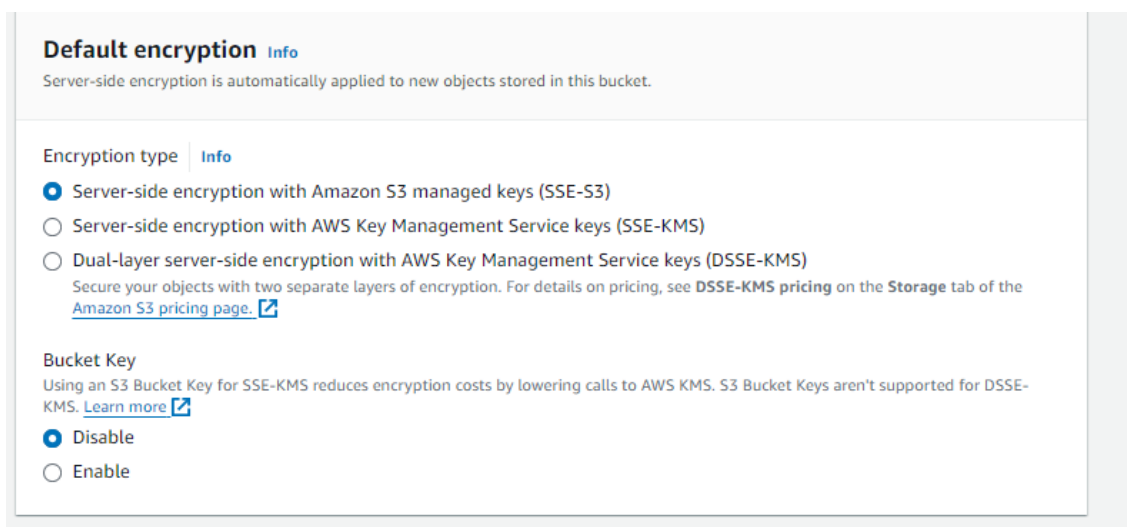 Default encryption Info
Server-side encryption is automatically applied to new objects stored in this bucket.
Encryption type Info
Server-side encryption with Amazon S3 managed keys (SSE-S3)
Server-side encryption with AWS Key Management Service keys (SSE-KMS)
Dual-layer server-side encryption with AWS Key Management Service keys (DSSE-KMS)
Secure your objects with two separate layers of encryption. For details on pricing, see DSSE-KMS pricing on the Storage tab of the
Amazon S3 pricing page.
Bucket Key
Using an S3 Bucket Key for SSE-KMS reduces encryption costs by lowering calls to AWS KMS. S3 Bucket Keys aren't supported for DSSE-
KMS. Learn more
Disable
Enable